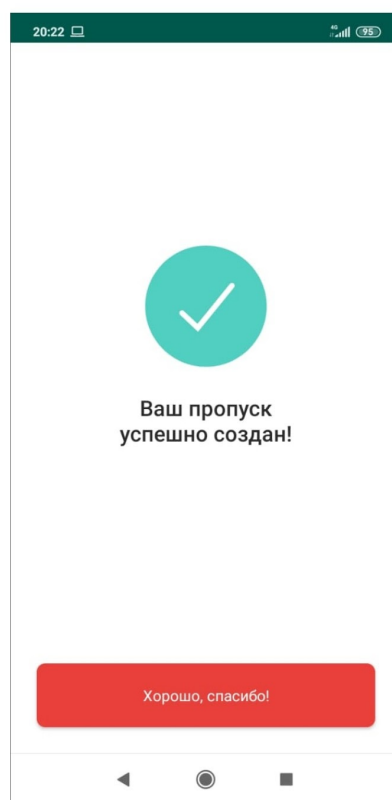 20:22
4G
95
Ваш пропуск
успешно создан!
Хорошо, спасибо!